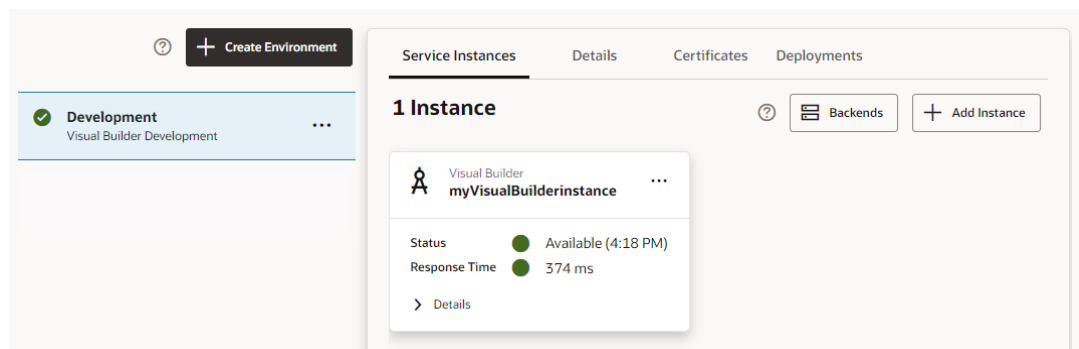 Create Environment
Development
Visual Builder Development
Service Instances Details Certificates Deployments
1 Instance
Backends
Add Instance
Visual Builder
myVisualBuilderinstance
Status Available (4:18 PM)
Response Time 374 ms
Details